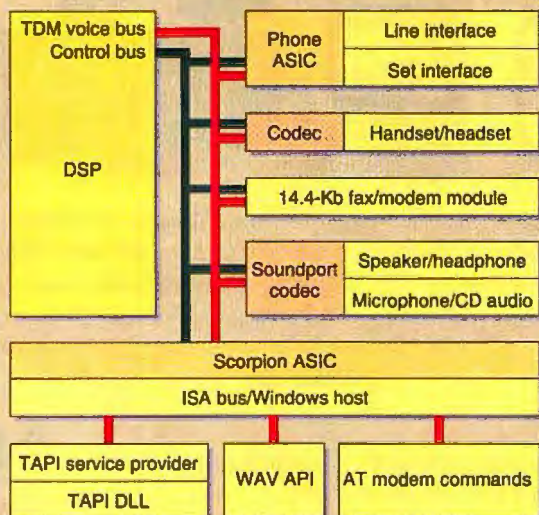 TDM voice bus
Control bus
DSP
Phone
ASIC
Line interface
Set interface
Codec
Handset/headset
14.4-Kb fax/modem module
Soundport
codec
Speaker/headphone
Microphone/CD audio
Scorpion ASIC
ISA bus/Windows host
TAPI service provider
TAPI DLL
WAV API
AT modem commands